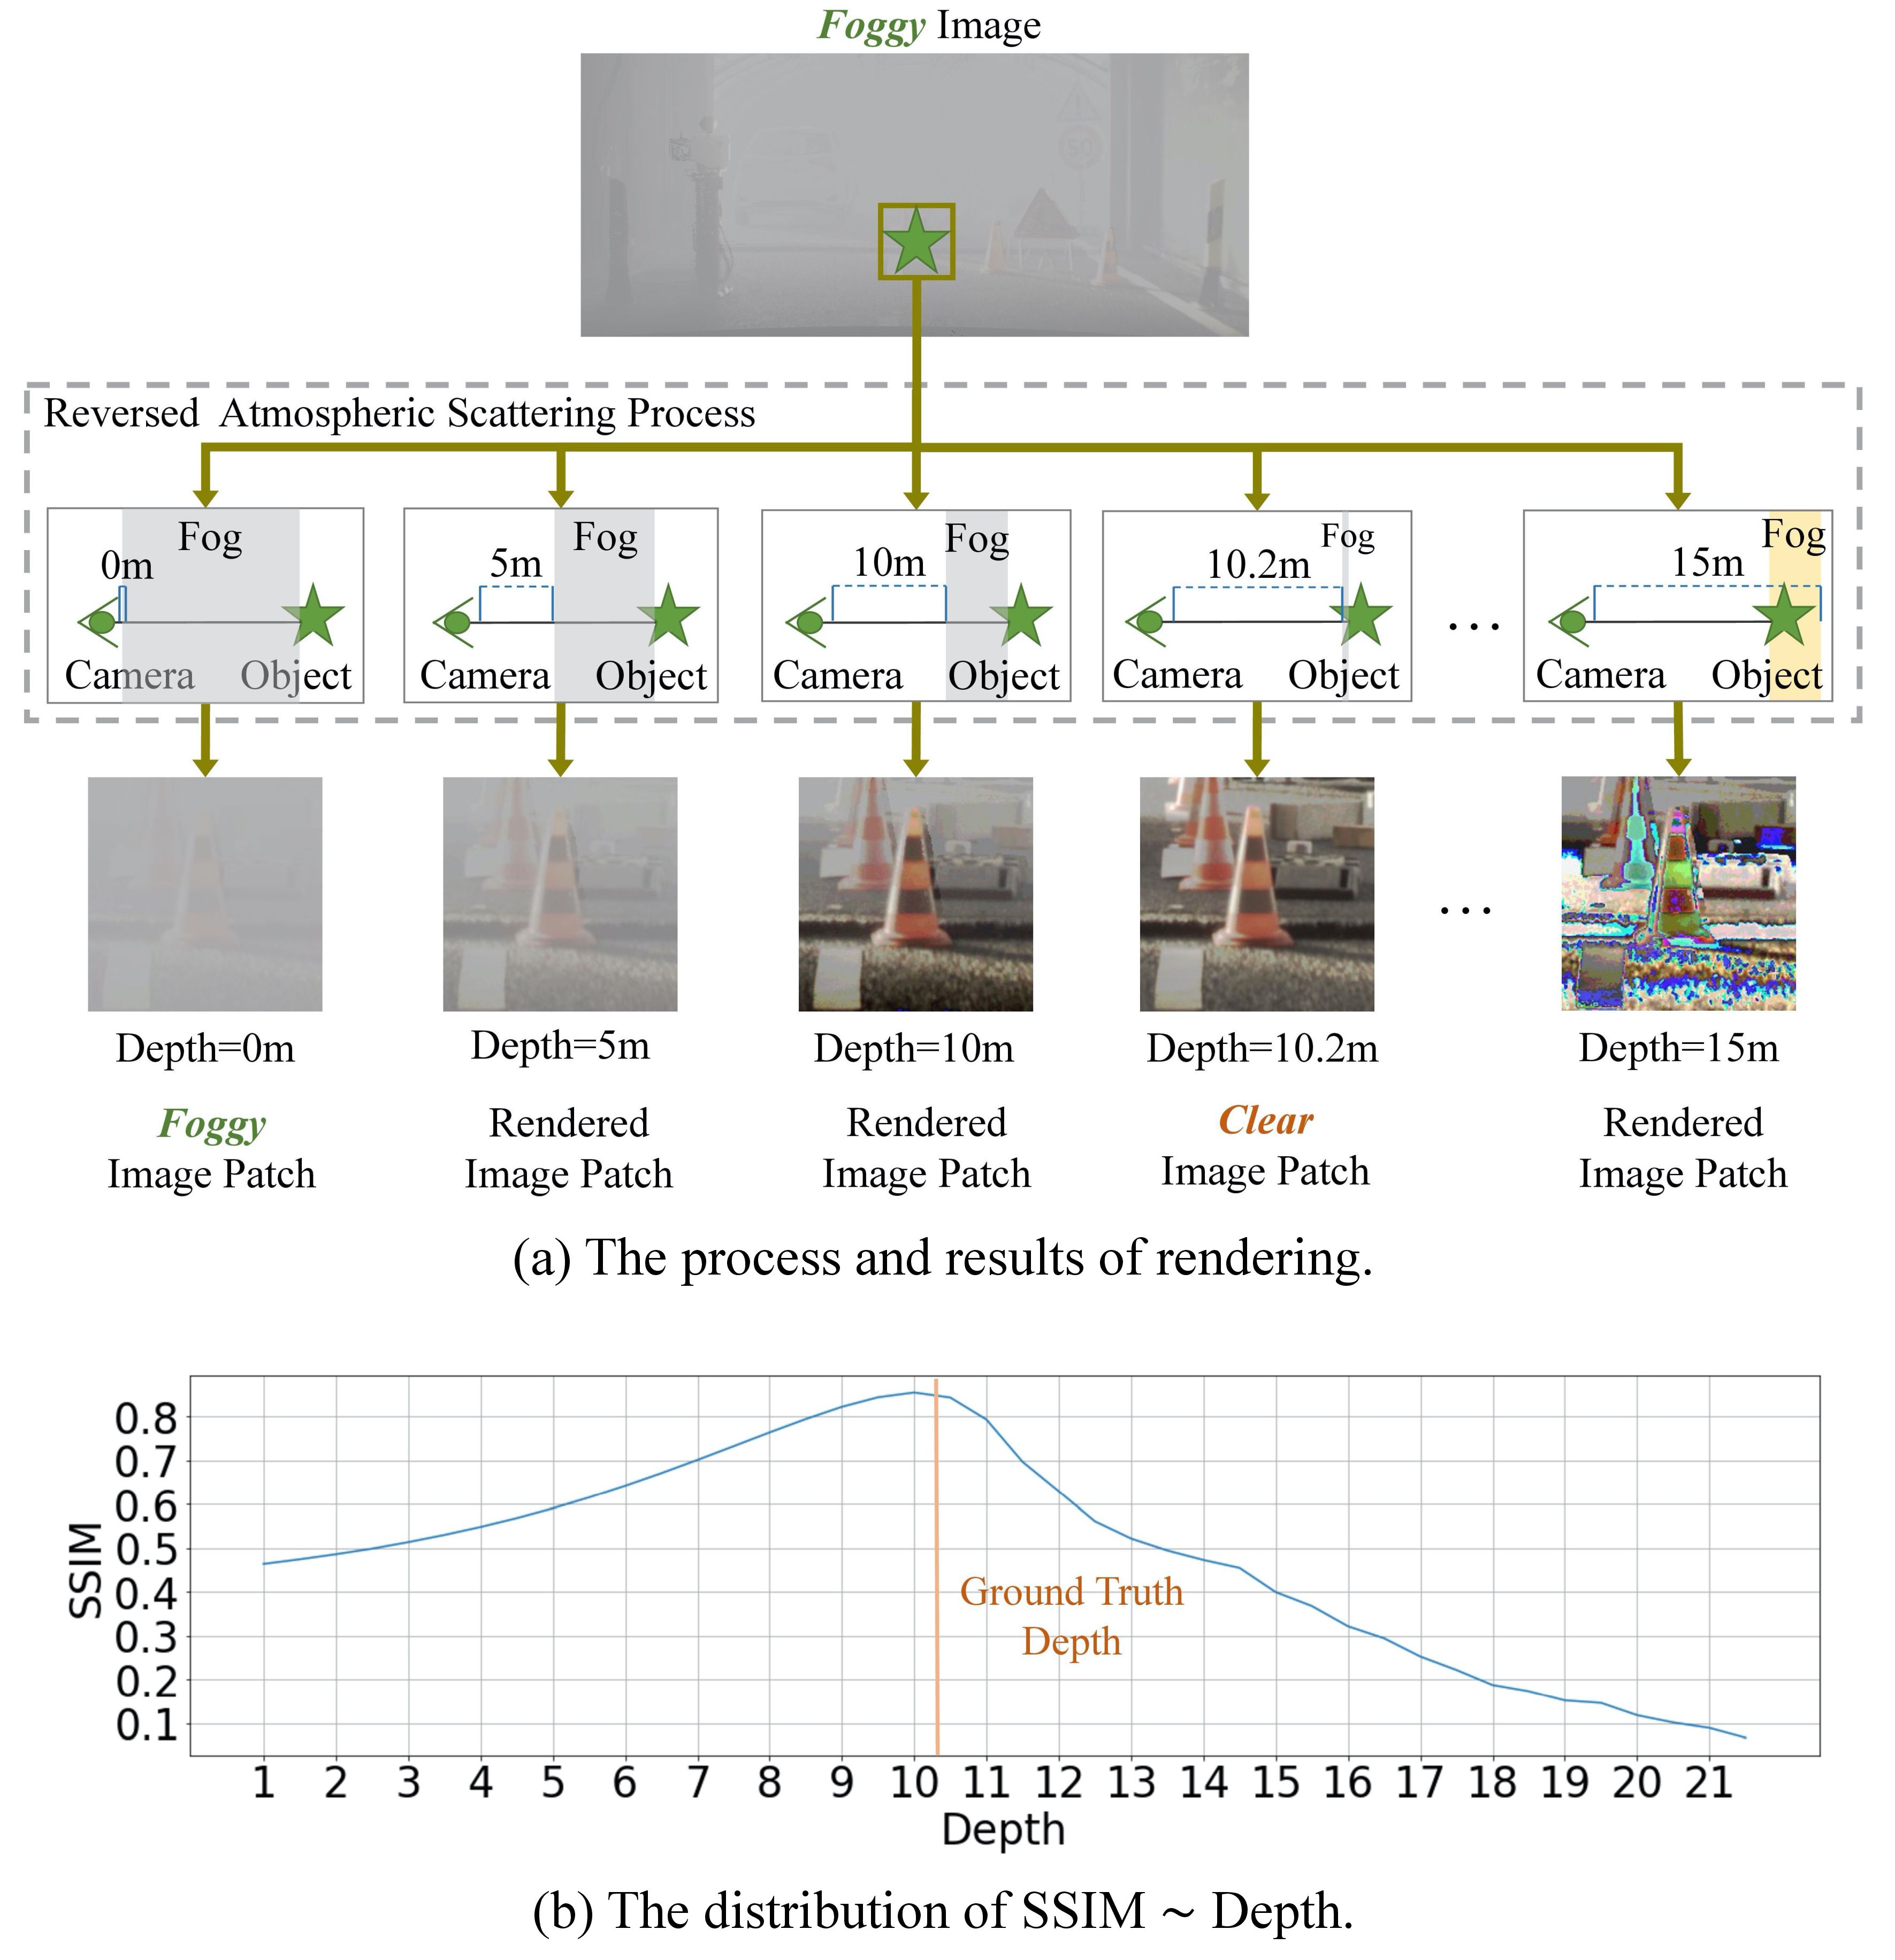 Foggy Image
50
Reversed Atmospheric Scattering Process
Fog
0m
Camera Object
Fog
5m
Camera Object
Fog
10m
Camera Object
Fog
10.2m
Camera Object
...
Fog
15m
Camera Object
...
Depth=0m
Depth=5m
Depth=10m
Depth=10.2m
Depth=15m
Foggy
Image Patch
Rendered
Image Patch
Rendered
Image Patch
Clear
Image Patch
Rendered
Image Patch
(a) The process and results of rendering.
SSIM
0.8
0.7
0.6
0.5
0.4
0.3
0.2
0.1
Ground Truth
Depth
1 2 3 4 5 6 7 8 9 10 11 12 13 14 15 16 17 18 19 20 21
Depth
(b) The distribution of SSIM ~ Depth.